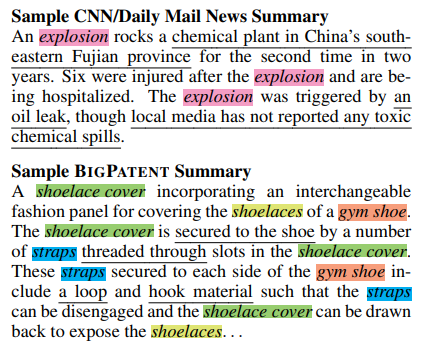 Sample CNN/Daily Mail News Summary
An explosion rocks a chemical plant in China's south-
eastern Fujian province for the second time in two
years. Six were injured after the explosion and are be-
ing hospitalized. The explosion was triggered by an
oil leak, though local media has not reported any toxic
chemical spills.
Sample BIGPATENT Summary
A shoelace cover incorporating an interchangeable
fashion panel for covering the shoelaces of a gym shoe.
The shoelace cover is secured to the shoe by a number
of straps threaded through slots in the shoelace cover.
These straps secured to each side of the gym shoe in-
clude a loop and hook material such that the straps
can be disengaged and the shoelace cover can be drawn
back to expose the shoelaces...